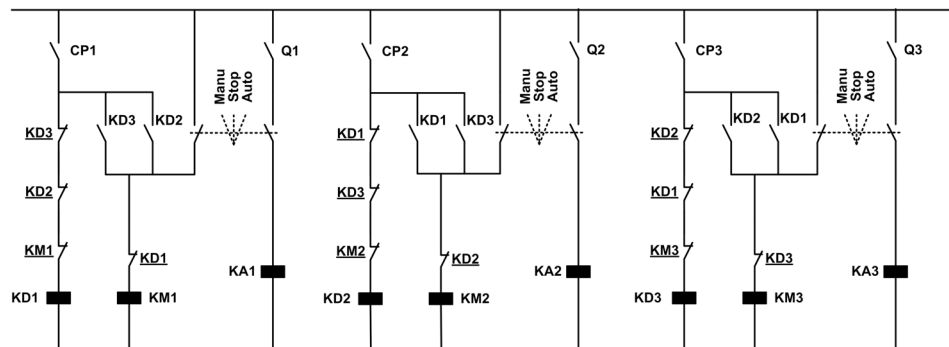 CP1
Q1
CP2
Q2
CP3
Q3
Manu
Stop
Auto
Manu
Stop
Auto
Manu
Stop
Auto
KD3
KD3
KD2
KD1
KD1
KD3
KD2
KD2
KD1
KD2
KD3
KD1
KM1
KD1
KM2
KD2
KM3
KD3
KA1
KA2
KA3
KD1
KM1
KD2
KM2
KD3
KM3